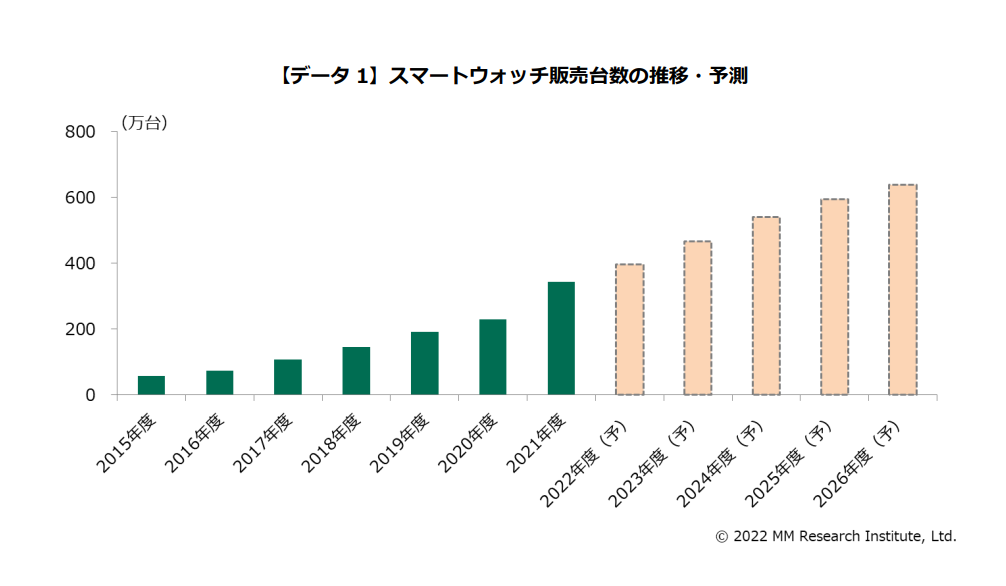 【データ 1】スマートウォッチ販売台数の推移・予測
(万台)
800
600
400
200
0
2015年度
2016年度
2017年度
2018年度
2019年度
2020年度
2021年度
2022年度（予）
2023年度（予）
2024年度（予）
2025年度（予）
2026年度（予）
© 2022 MM Research Institute, Ltd.